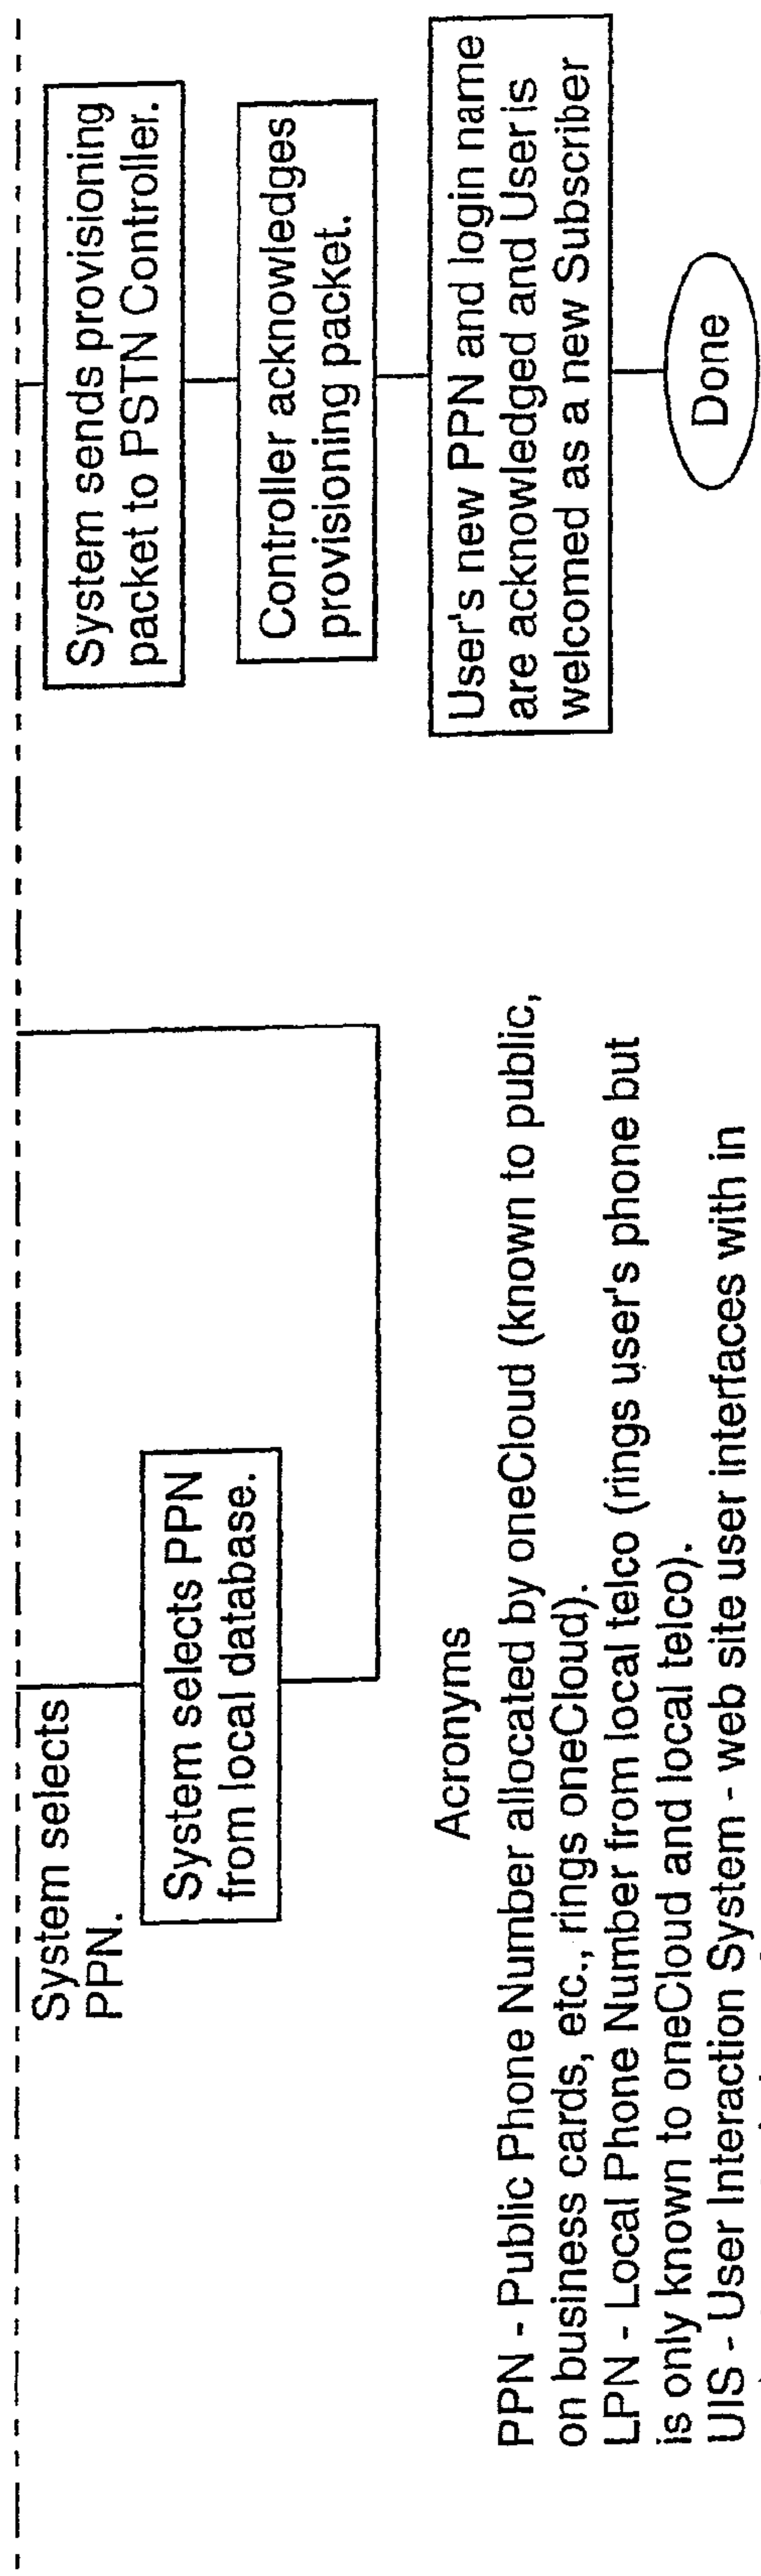 System selects
PPN.
System selects PPN
from local database.
System sends provisioning
packet to PSTN Controller.
Controller acknowledges
provisioning packet.
User's new PPN and login name
are acknowledged and User is
welcomed as a new Subscriber
Done
Acronyms
PPN - Public Phone Number allocated by oneCloud (known to public,
on business cards, etc., rings oneCloud).
LPN - Local Phone Number from local telco (rings user's phone but
is only known to oneCloud and local telco).
UIS - User Interaction System - web site user interfaces with in